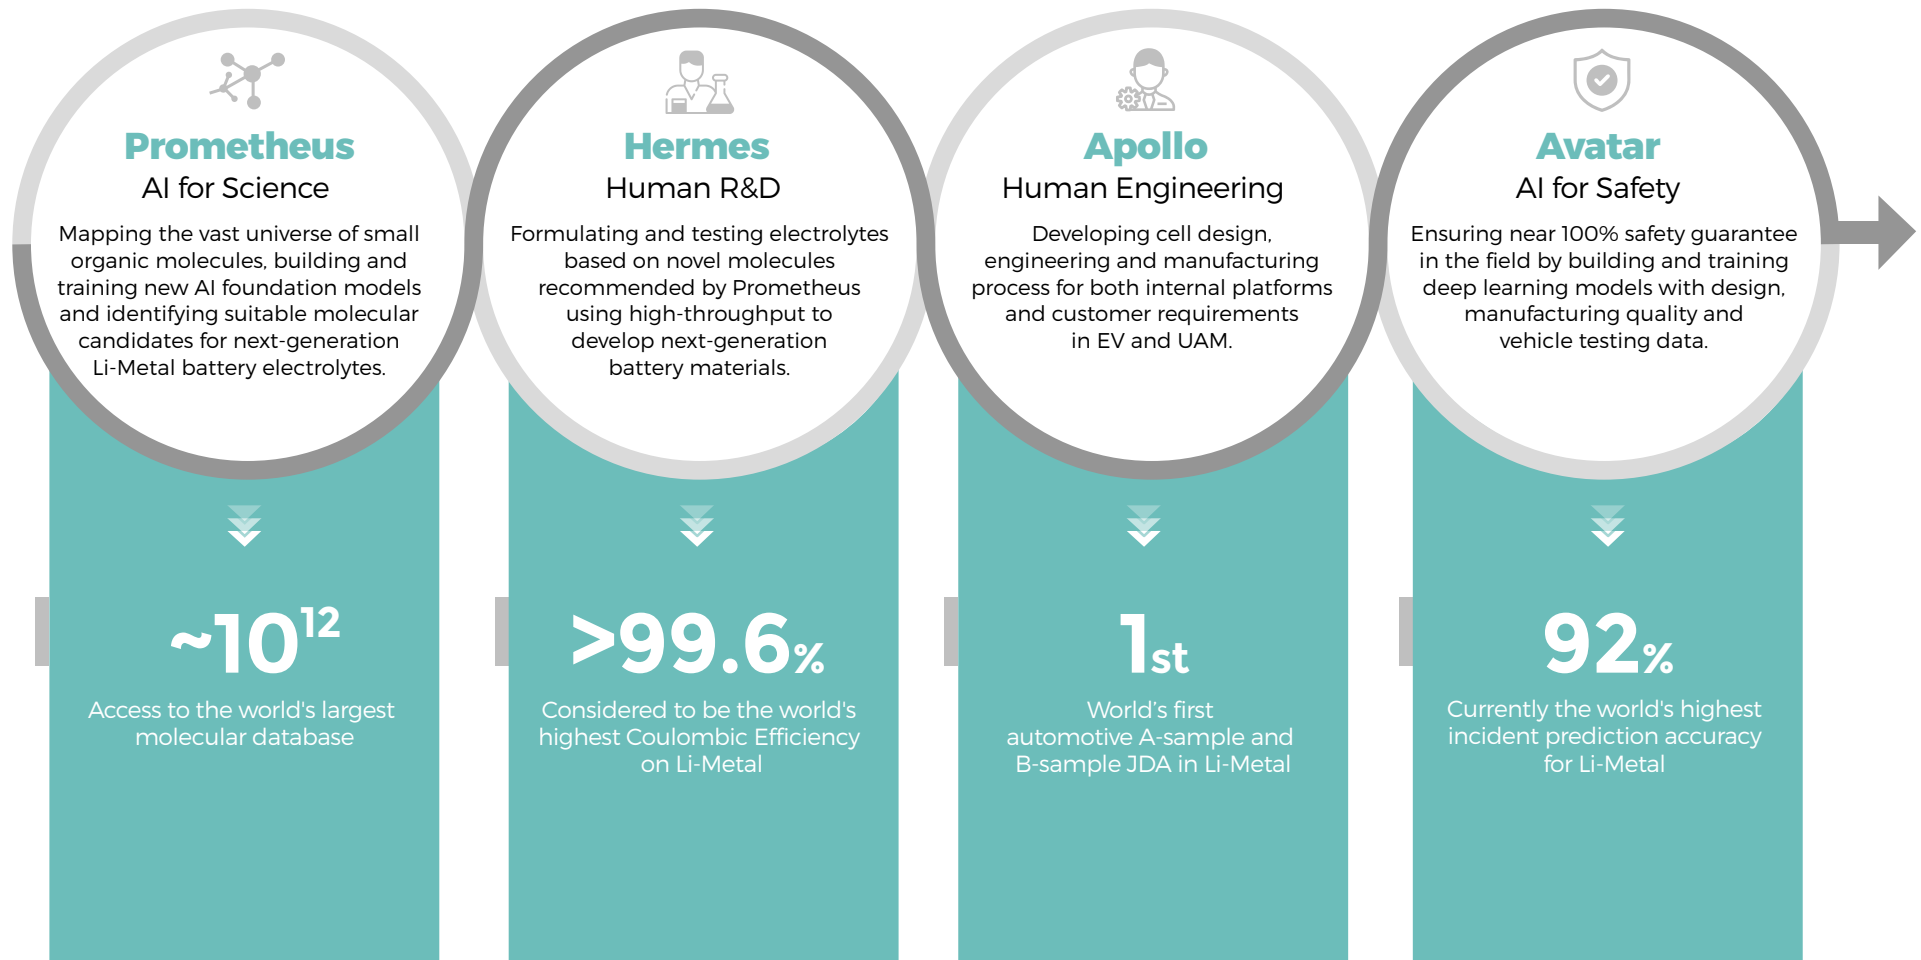 Prometheus
AI for Science
Mapping the vast universe of small
organic molecules, building and
training new AI foundation models
and identifying suitable molecular
candidates for next-generation
Li-Metal battery electrolytes.
~10¹²
Access to the world's largest
molecular database
Hermes
Human R&D
Formulating and testing electrolytes
based on novel molecules
recommended by Prometheus
using high-throughput to
develop next-generation
battery materials.
>99.6%
Considered to be the world's
highest Coulombic Efficiency
on Li-Metal
Apollo
Human Engineering
Developing cell design,
engineering and manufacturing
process for both internal platforms
and customer requirements
in EV and UAM.
1st
World’s first
automotive A-sample and
B-sample JDA in Li-Metal
Avatar
AI for Safety
Ensuring near 100% safety guarantee
in the field by building and training
deep learning models with design,
manufacturing quality and
vehicle testing data.
92%
Currently the world's highest
incident prediction accuracy
for Li-Metal